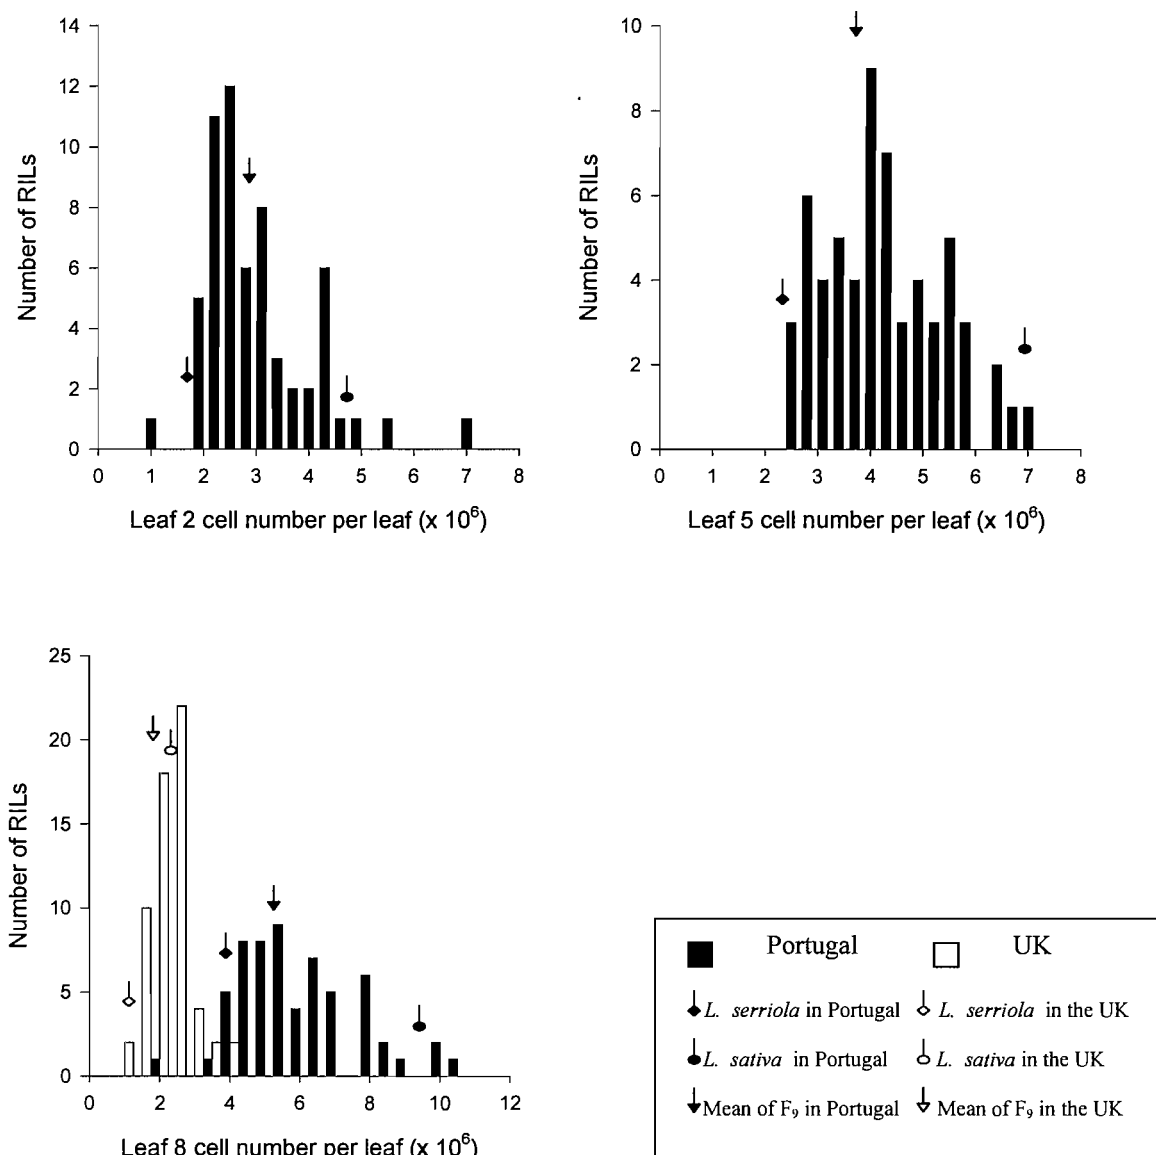 14
12
10
8
6
4
2
0
Number of RILs
0 1 2 3 4 5 6 7 8
Leaf 2 cell number per leaf (x 10⁶)
10
8
6
4
2
0
Number of RILs
0 1 2 3 4 5 6 7 8
Leaf 5 cell number per leaf (x 10⁶)
25
20
15
10
5
0
Number of RILs
0 2 4 6 8 10 12
Leaf 8 cell number per leaf (x 10⁶)
Portugal UK
L. serriola in Portugal L. serriola in the UK
L. sativa in Portugal L. sativa in the UK
Mean of F₉ in Portugal Mean of F₉ in the UK